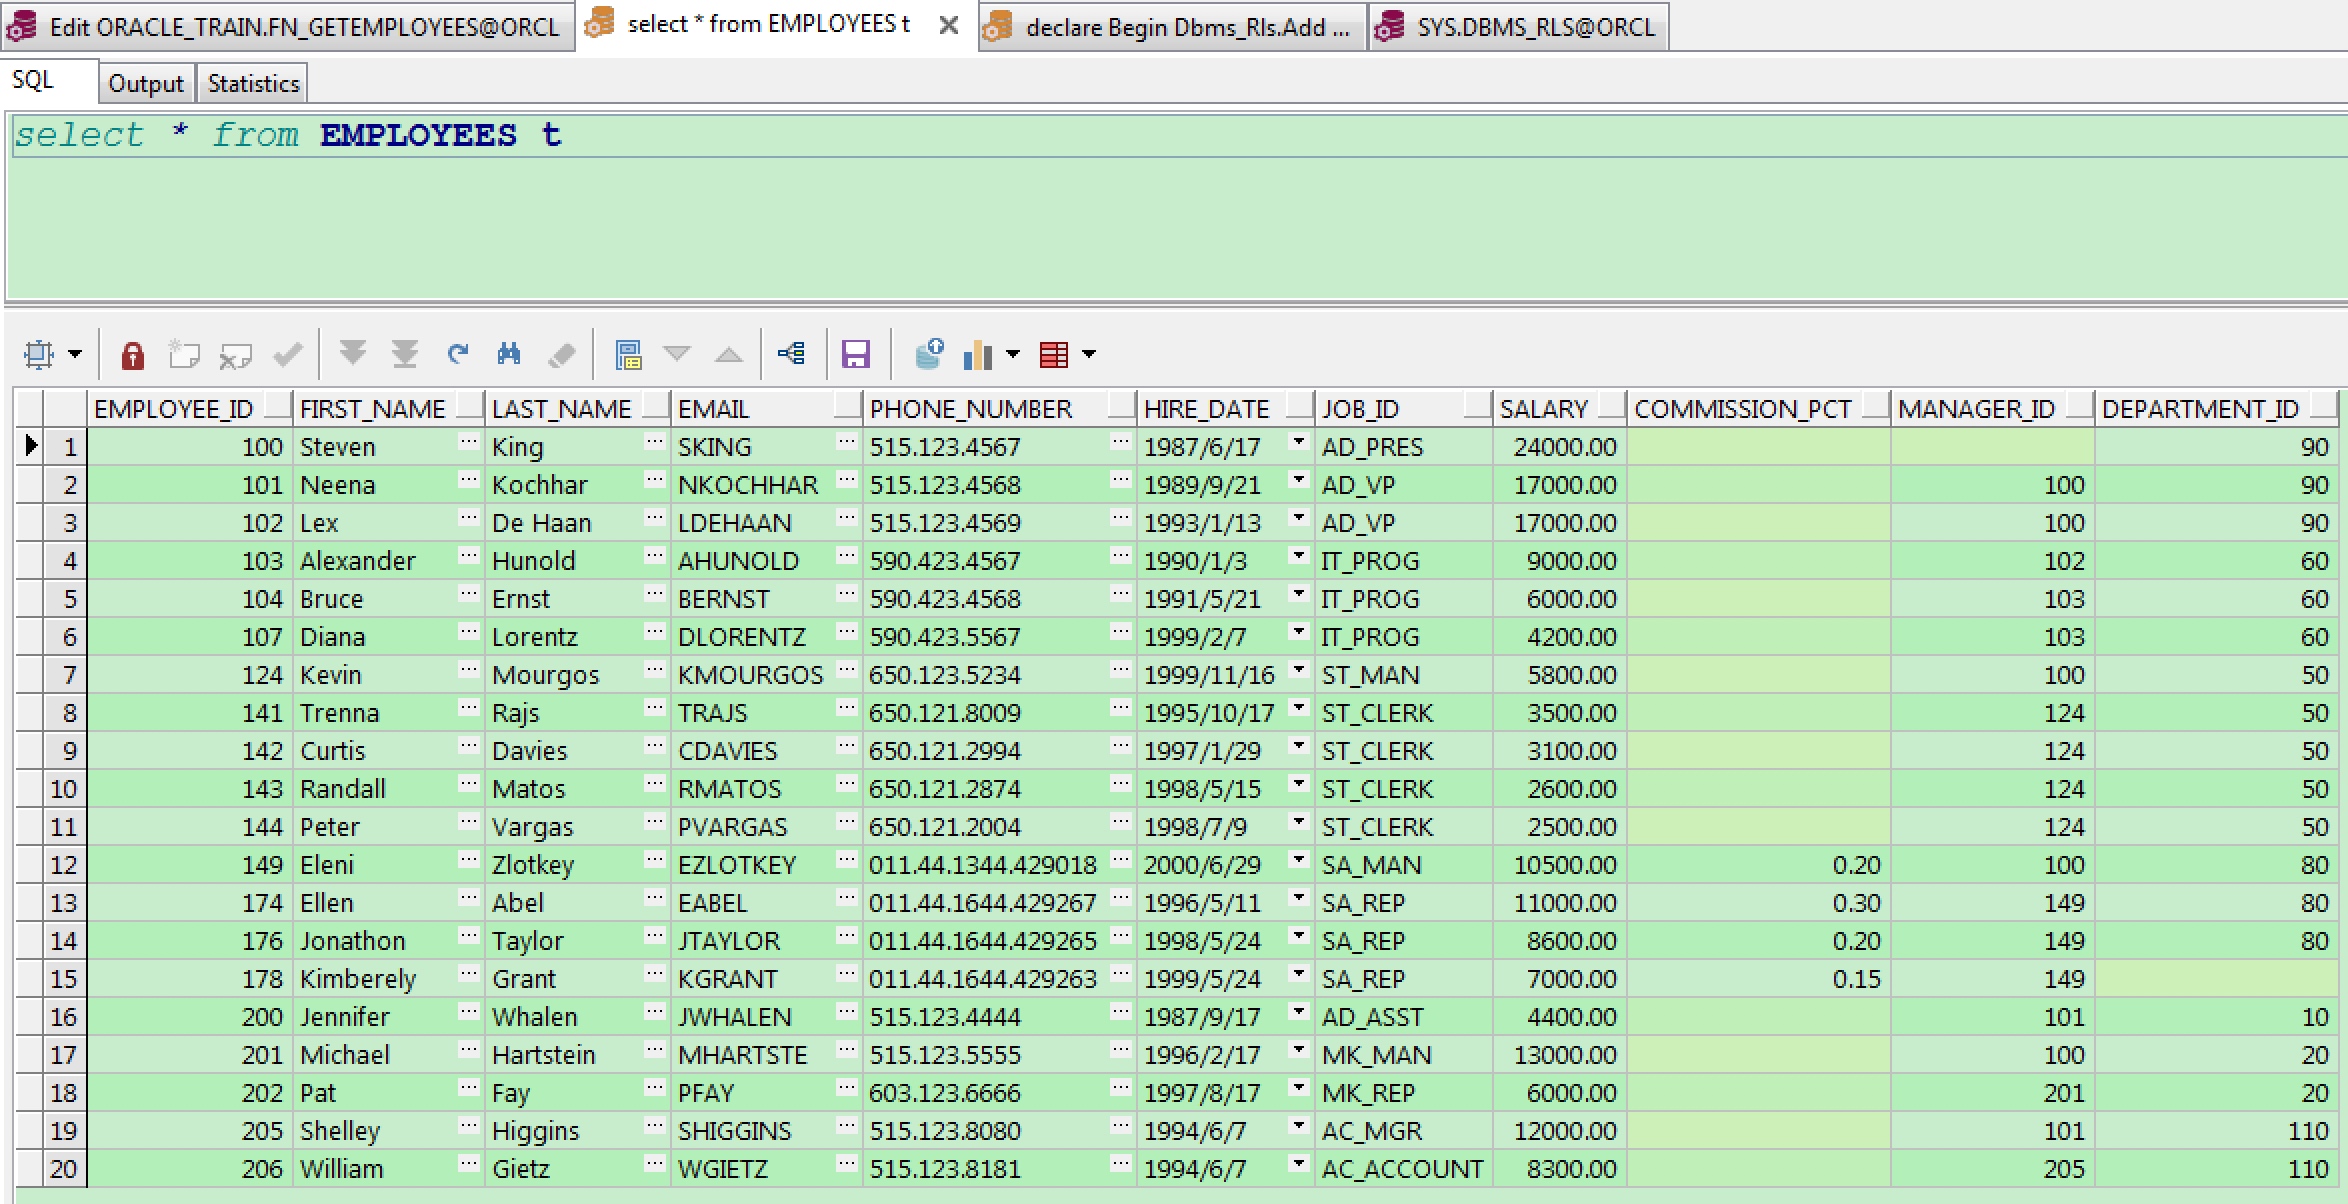 Edit ORACLE_TRAIN.FN_GETEMPLOYEES@ORCL select * from EMPLOYEES t declare Begin Dbms_Rls.Add ... SYS.DBMS_RLS@ORCL
SQL Output Statistics
select * from EMPLOYEES t
EMPLOYEE_ID FIRST_NAME LAST_NAME EMAIL PHONE_NUMBER HIRE_DATE JOB_ID SALARY COMMISSION_PCT MANAGER_ID DEPARTMENT_ID
1 100 Steven King SKING 515.123.4567 1987/6/17 AD_PRES 24000.00 90
2 101 Neena Kochhar NKOCHHAR 515.123.4568 1989/9/21 AD_VP 17000.00 100 90
3 102 Lex De Haan LDEHAAN 515.123.4569 1993/1/13 AD_VP 17000.00 100 90
4 103 Alexander Hunold AHUNOLD 590.423.4567 1990/1/3 IT_PROG 9000.00 102 60
5 104 Bruce Ernst BERNST 590.423.4568 1991/5/21 IT_PROG 6000.00 103 60
6 107 Diana Lorentz DLORENTZ 590.423.5567 1999/2/7 IT_PROG 4200.00 103 60
7 124 Kevin Mourgos KMOURGOS 650.123.5234 1999/11/16 ST_MAN 5800.00 100 50
8 141 Trenna Rajs TRAJS 650.121.8009 1995/10/17 ST_CLERK 3500.00 124 50
9 142 Curtis Davies CDAVIES 650.121.2994 1997/1/29 ST_CLERK 3100.00 124 50
10 143 Randall Matos RMATOS 650.121.2874 1998/5/15 ST_CLERK 2600.00 124 50
11 144 Peter Vargas PVARGAS 650.121.2004 1998/7/9 ST_CLERK 2500.00 124 50
12 149 Eleni Zlotkey EZLOTKEY 011.44.1344.429018 2000/6/29 SA_MAN 10500.00 0.20 100 80
13 174 Ellen Abel EABEL 011.44.1644.429267 1996/5/11 SA_REP 11000.00 0.30 149 80
14 176 Jonathon Taylor JTAYLOR 011.44.1644.429265 1998/5/24 SA_REP 8600.00 0.20 149 80
15 178 Kimberely Grant KGRANT 011.44.1644.429263 1999/5/24 SA_REP 7000.00 0.15 149
16 200 Jennifer Whalen JWHALEN 515.123.4444 1987/9/17 AD_ASST 4400.00 101 10
17 201 Michael Hartstein MHARTSTE 515.123.5555 1996/2/17 MK_MAN 13000.00 100 20
18 202 Pat Fay PFAY 603.123.6666 1997/8/17 MK_REP 6000.00 201 20
19 205 Shelley Higgins SHIGGINS 515.123.8080 1994/6/7 AC_MGR 12000.00 101 110
20 206 William Gietz WGIETZ 515.123.8181 1994/6/7 AC_ACCOUNT 8300.00 205 110